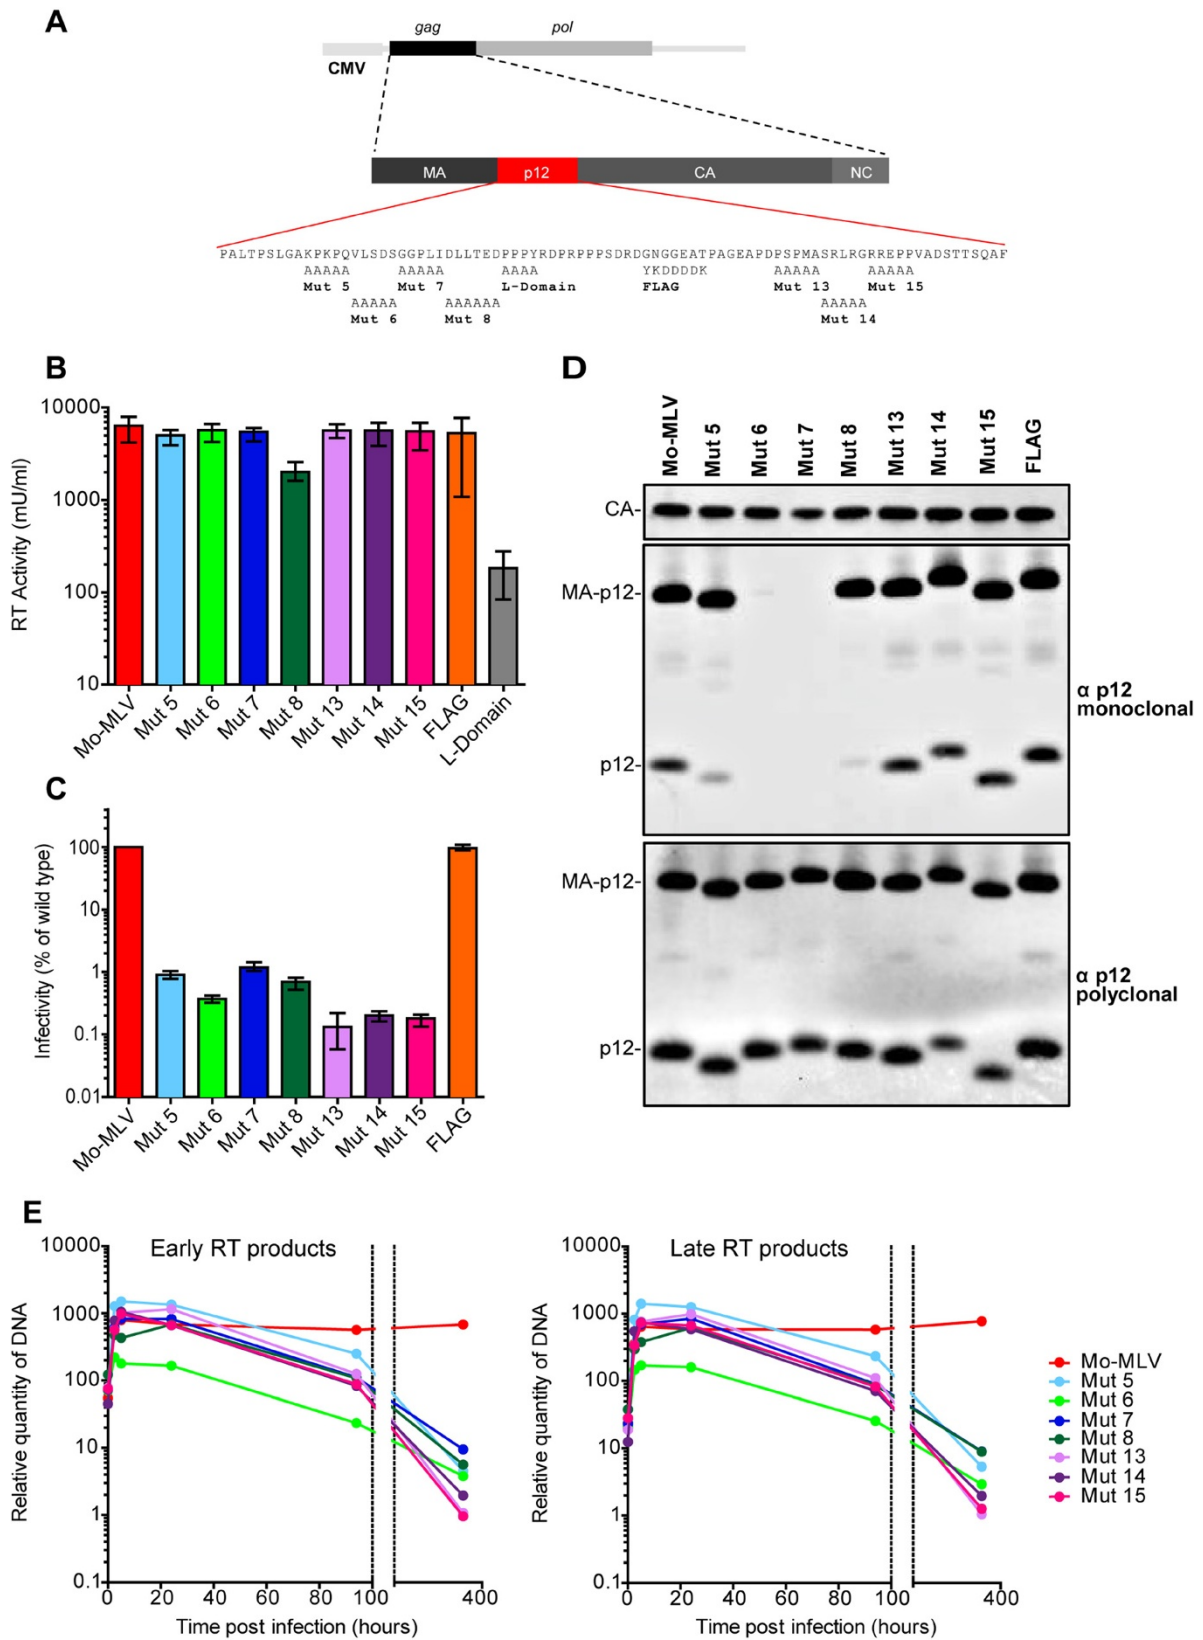 A
gag pol
CMV
MA p12 CA NC
PALTPSLGAKPKPQVLSDSGGPLIDLLTEDPPPYRDPRPPPSDRDGNGGEATPAGEAPDPSPMASRLRGRREPPVADSTTSQAF
AAAAA AAAAA AAAA YKDDDDK AAAAA AAAAA
Mut 5 Mut 7 L-Domain FLAG Mut 13 Mut 15
AAAAA AAAAAA AAAAA
Mut 6 Mut 8 Mut 14
B
RT Activity (mU/ml)
10000
1000
100
10
Mo-MLV Mut 5 Mut 6 Mut 7 Mut 8 Mut 13 Mut 14 Mut 15 FLAG L-Domain
C
Infectivity (% of wild type)
100
10
1
0.1
0.01
Mo-MLV Mut 5 Mut 6 Mut 7 Mut 8 Mut 13 Mut 14 Mut 15 FLAG
D
Mo-MLV Mut 5 Mut 6 Mut 7 Mut 8 Mut 13 Mut 14 Mut 15 FLAG
CA-
MA-p12-
p12-
α p12
monoclonal
MA-p12-
p12-
α p12
polyclonal
E
Early RT products
Relative quantity of DNA
10000
1000
100
10
1
0.1
0 20 40 60 80 100 400
Time post infection (hours)
Late RT products
Relative quantity of DNA
10000
1000
100
10
1
0.1
0 20 40 60 80 100 400
Time post infection (hours)
Mo-MLV
Mut 5
Mut 6
Mut 7
Mut 8
Mut 13
Mut 14
Mut 15